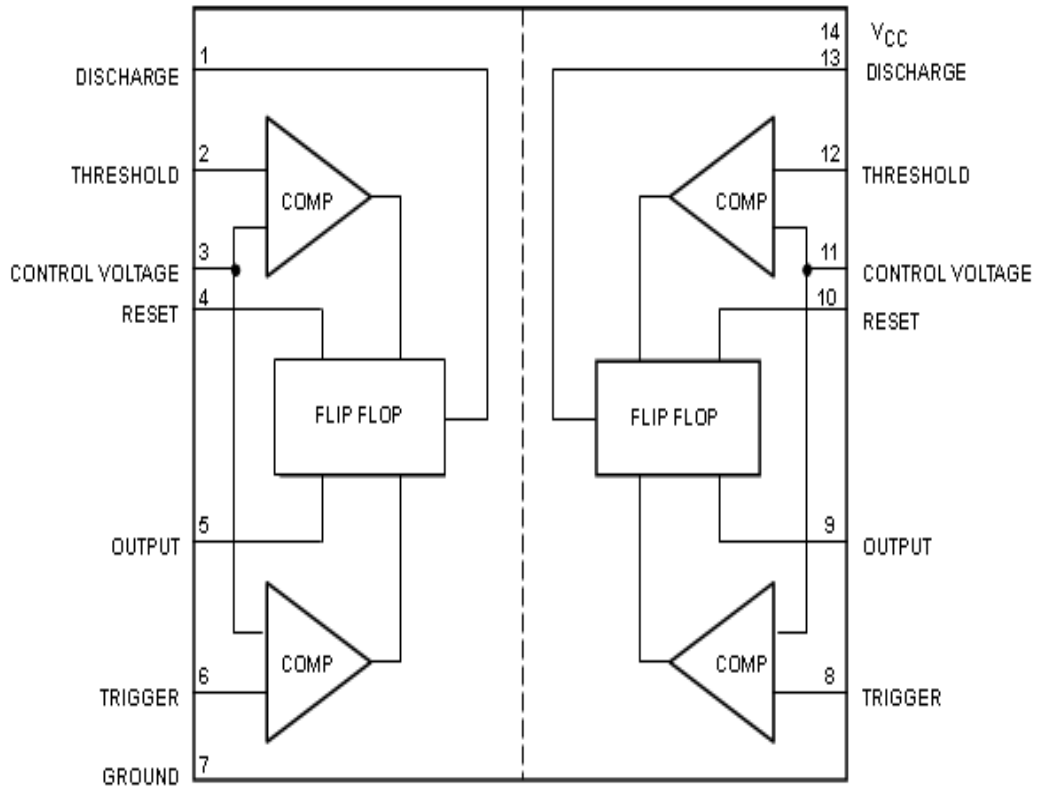 1
DISCHARGE
2
THRESHOLD
COMP
3
CONTROL VOLTAGE
4
RESET
FLIP FLOP
5
OUTPUT
COMP
6
TRIGGER
7
GROUND
14 VCC
13
DISCHARGE
12
THRESHOLD
COMP
11
CONTROL VOLTAGE
10
RESET
FLIP FLOP
9
OUTPUT
COMP
8
TRIGGER